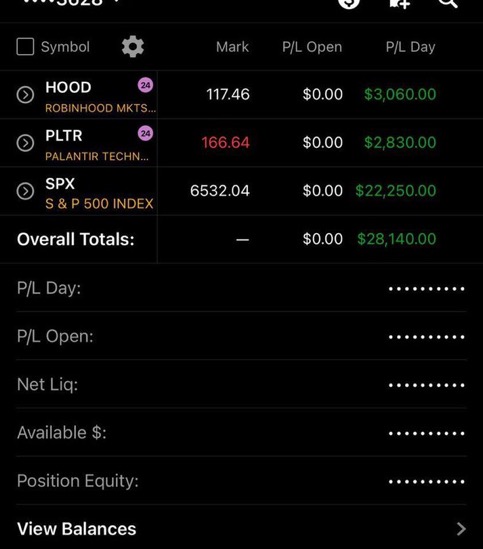 Symbol Mark P/L Open P/L Day
HOOD 24 117.46 $0.00 $3,060.00
ROBINHOOD MKTS...
PLTR 24 166.64 $0.00 $2,830.00
PALANTIR TECHN...
SPX 6532.04 $0.00 $22,250.00
S & P 500 INDEX
Overall Totals: — $0.00 $28,140.00
P/L Day: ••••••••••
P/L Open: ••••••••••
Net Liq: ••••••••••
Available $: ••••••••••
Position Equity: ••••••••••
View Balances